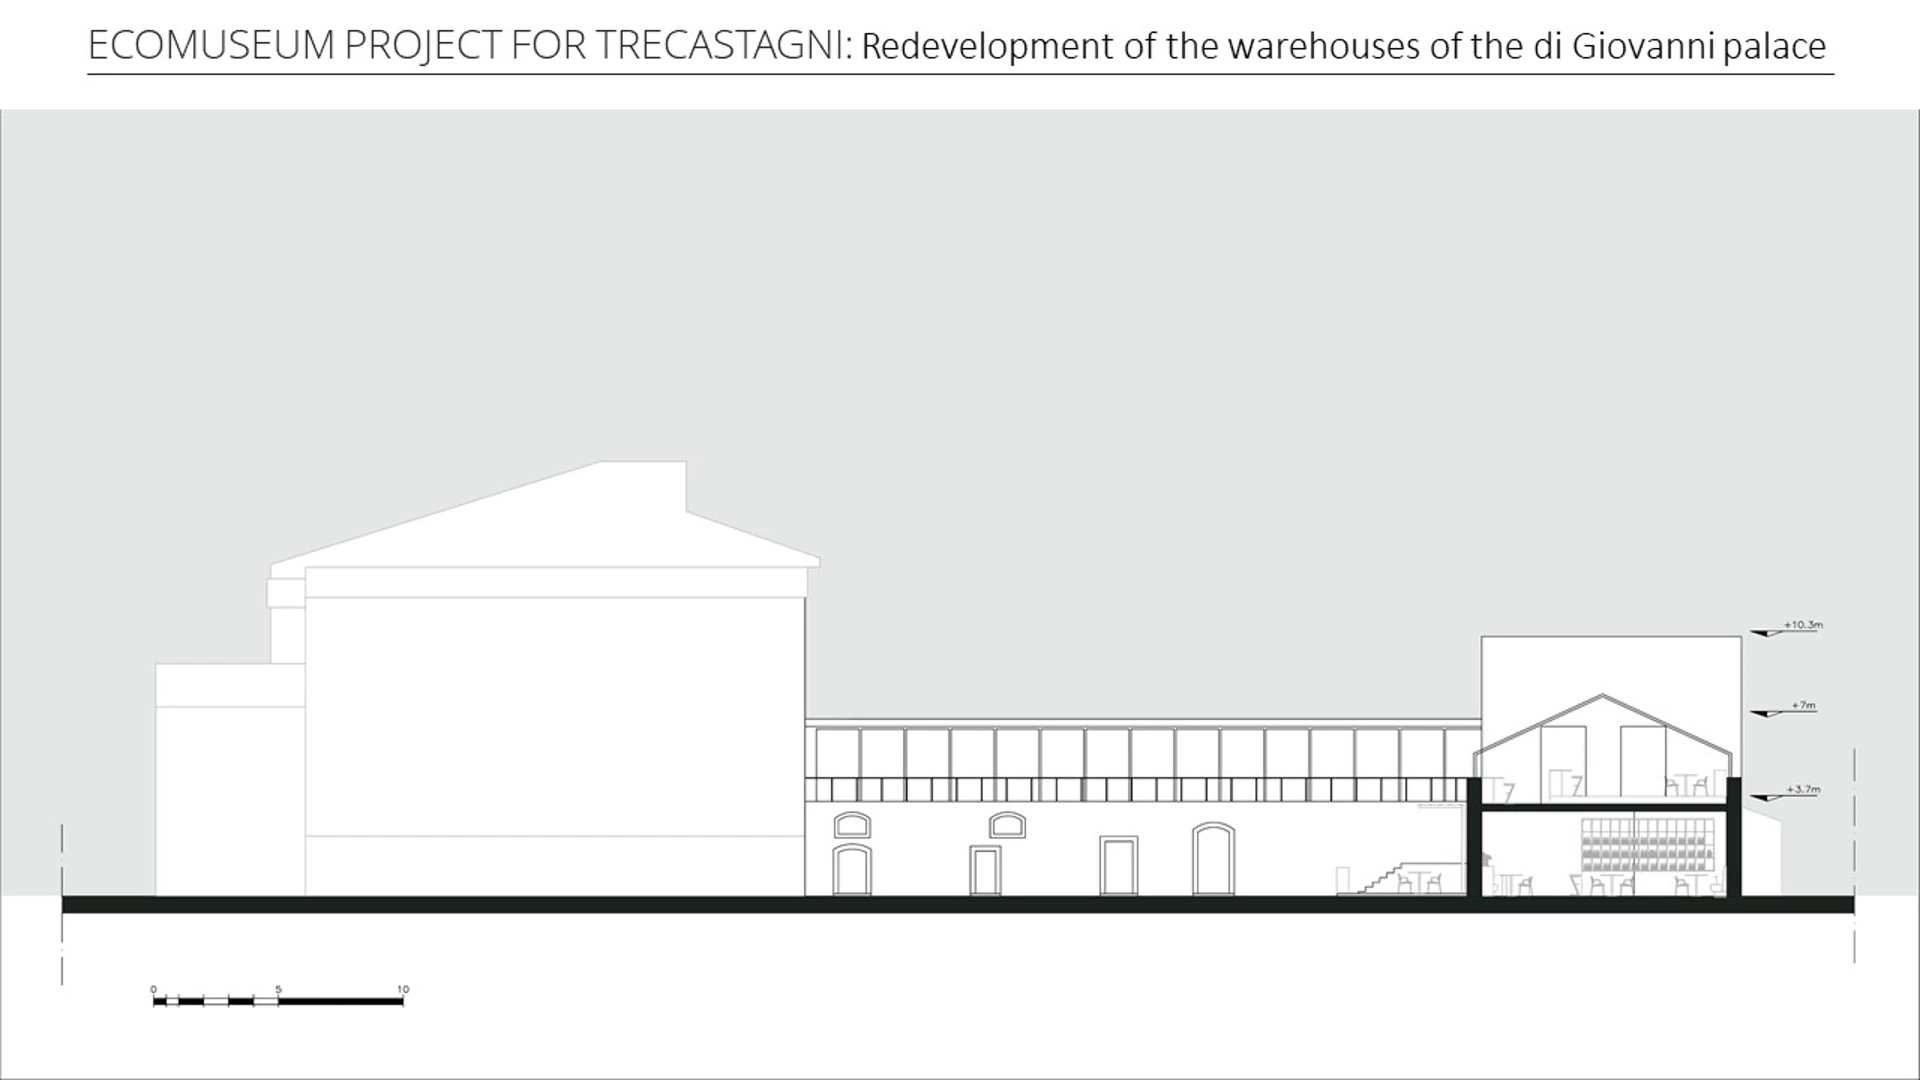 ECOMUSEUM PROJECT FOR TRECASTAGNI: Redevelopment of the warehouses of the di Giovanni palace
+10.3m
+7m
+3.7m
0 5 10